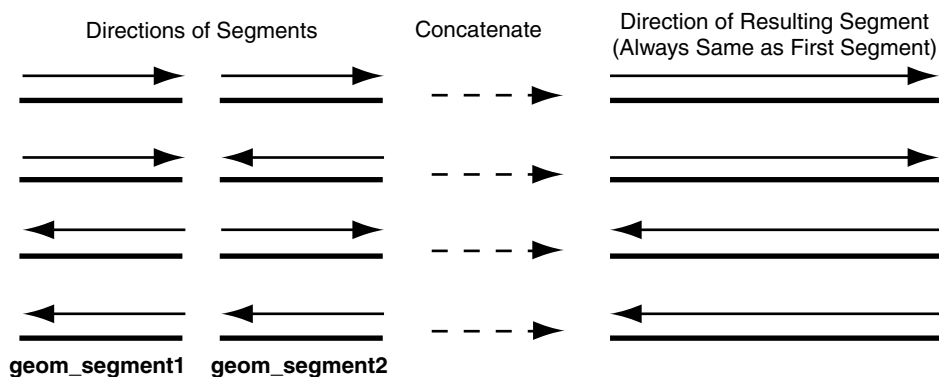 Directions of Segments
Concatenate
Direction of Resulting Segment
(Always Same as First Segment)
geom_segment1
geom_segment2